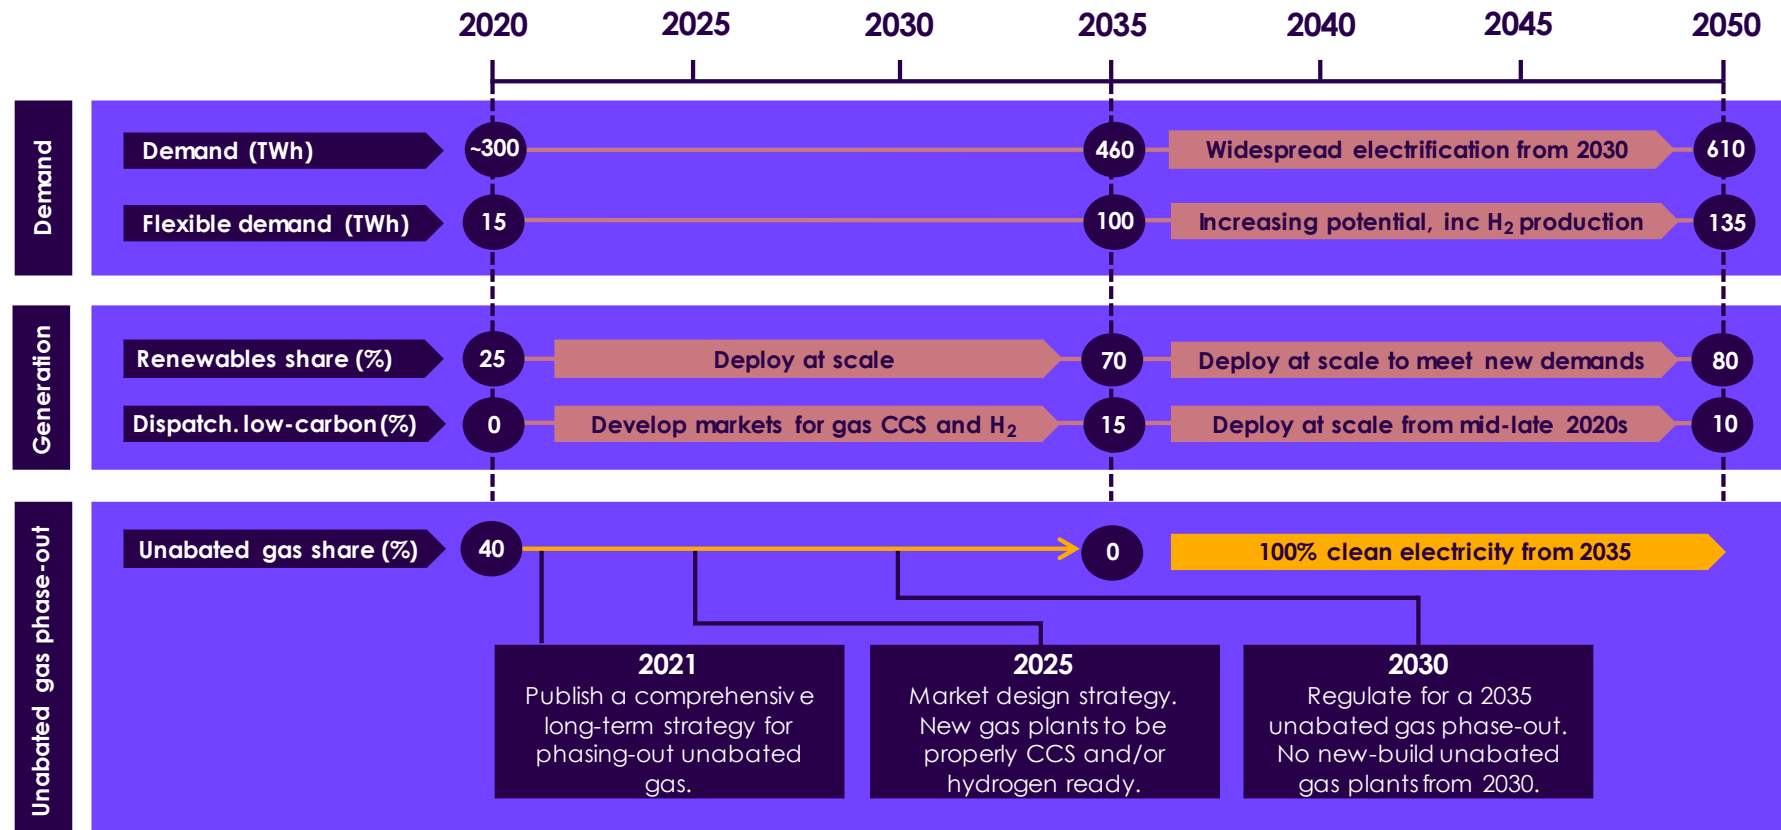 2020 2025 2030 2035 2040 2045 2050
Demand
Demand (TWh) ~300 460 Widespread electrification from 2030 610
Flexible demand (TWh) 15 100 Increasing potential, inc H₂ production 135
Generation
Renewables share (%) 25 Deploy at scale 70 Deploy at scale to meet new demands 80
Dispatch. low-carbon (%) 0 Develop markets for gas CCS and H₂ 15 Deploy at scale from mid-late 2020s 10
Unabated gas phase-out
Unabated gas share (%) 40 0 100% clean electricity from 2035
2021
Publish a comprehensive
long-term strategy for
phasing-out unabated
gas.
2025
Market design strategy.
New gas plants to be
properly CCS and/or
hydrogen ready.
2030
Regulate for a 2035
unabated gas phase-out.
No new-build unabated
gas plants from 2030.